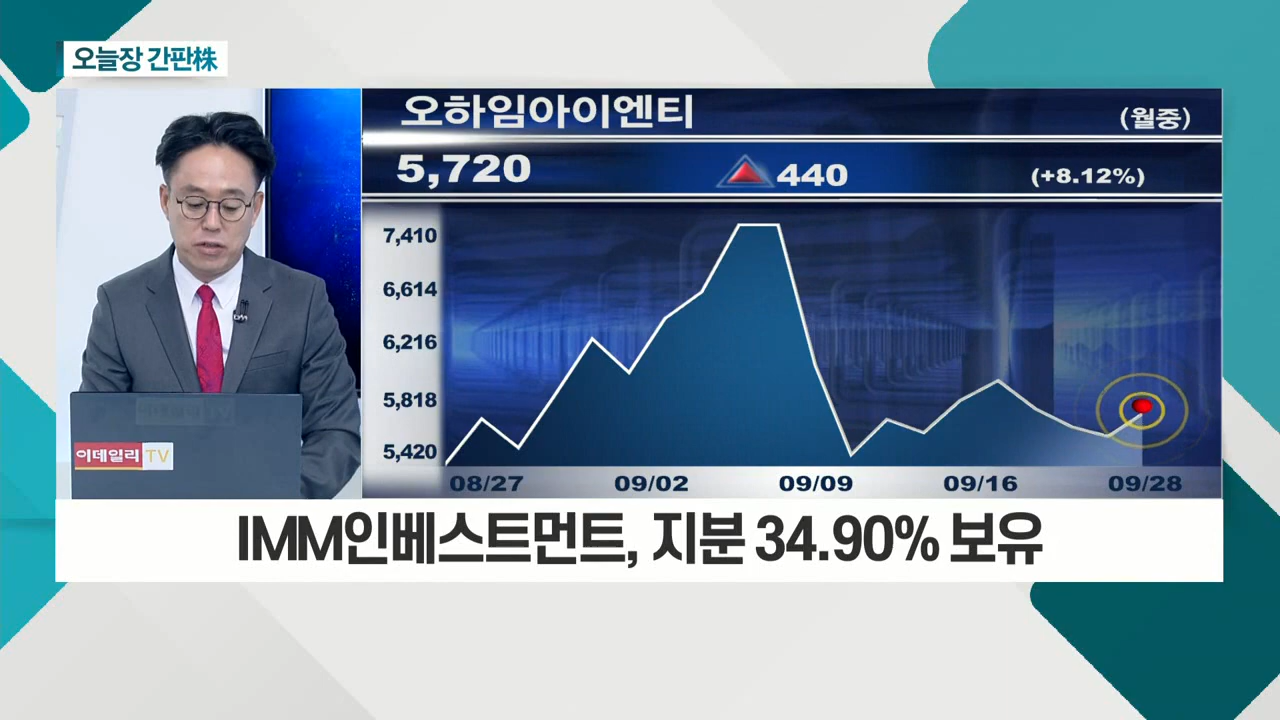 오늘장 간판株
오하임아이엔티
(월중)
5,720
440
(+8.12%)
7,410
6,614
6,216
5,818
5,420
08/27
09/02
09/09
09/16
09/28
이데일리 TV
IMM인베스트먼트, 지분 34.90% 보유